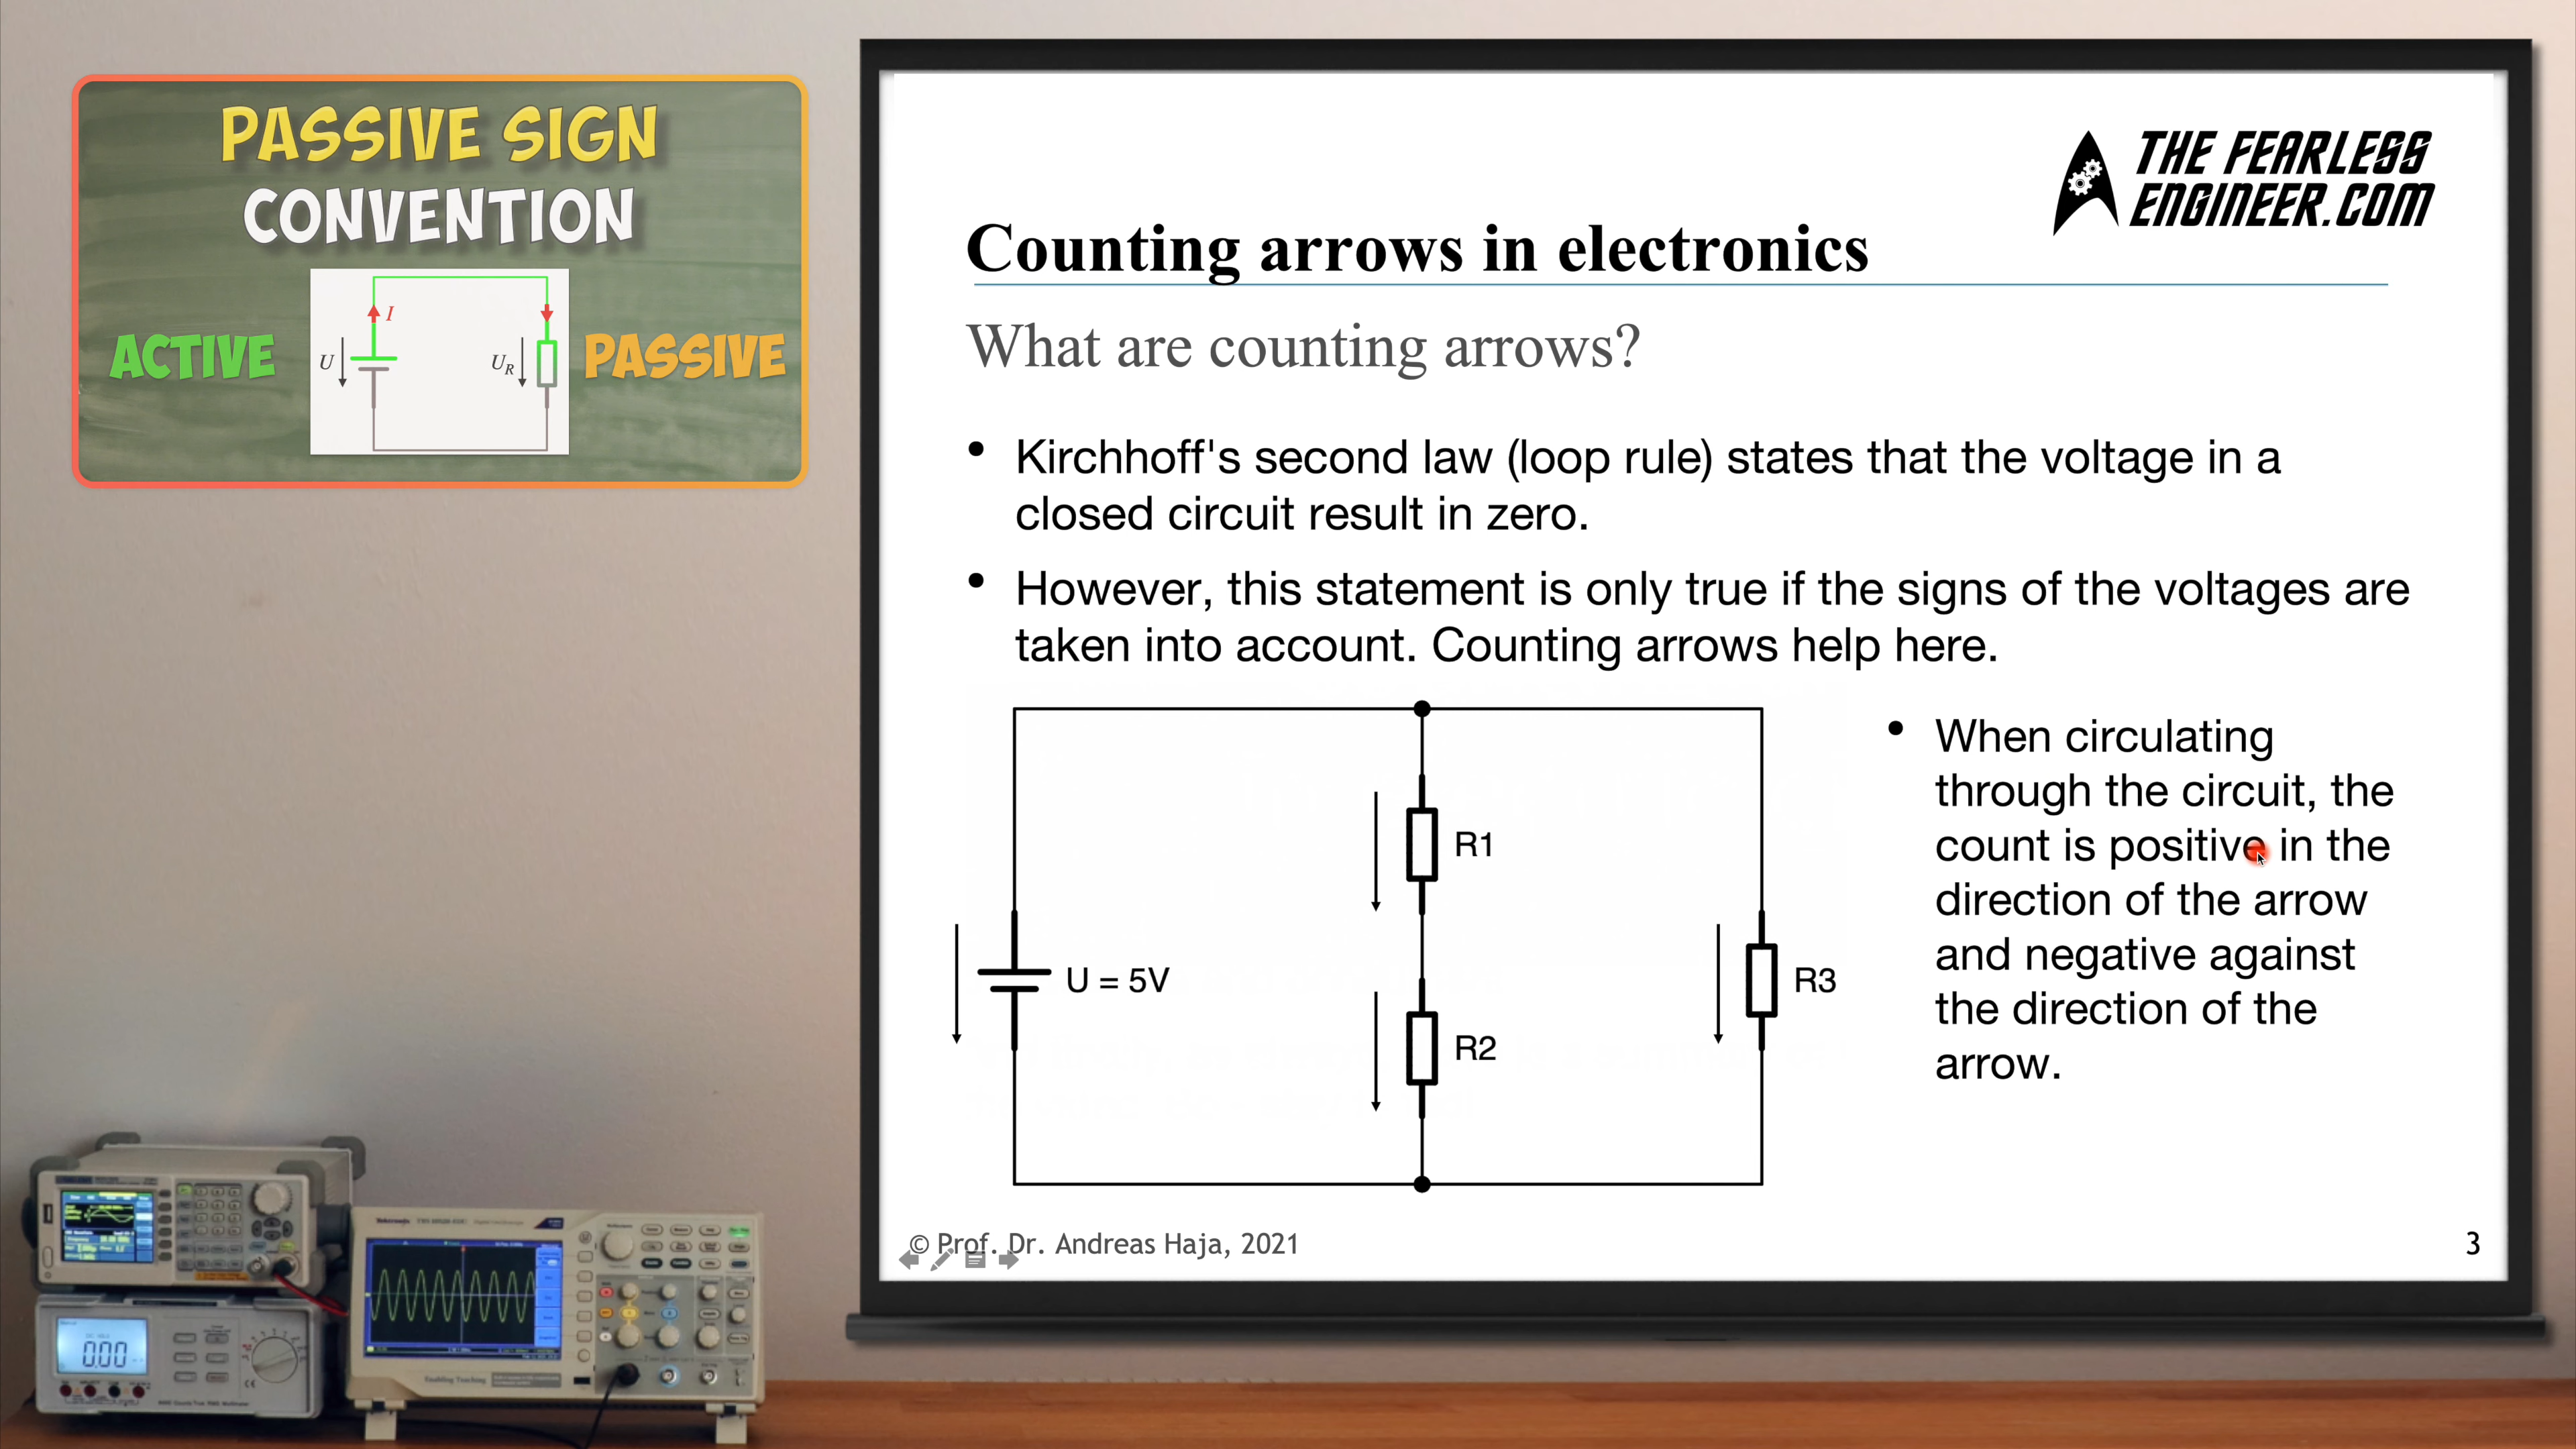 PASSIVE SIGN
CONVENTION
ACTIVE
I
U
U_R
PASSIVE
THE FEARLESS
ENGINEER.COM
Counting arrows in electronics
What are counting arrows?
• Kirchhoff's second law (loop rule) states that the voltage in a
closed circuit result in zero.
• However, this statement is only true if the signs of the voltages are
taken into account. Counting arrows help here.
R1
U = 5V
R2
R3
• When circulating
through the circuit, the
count is positive in the
direction of the arrow
and negative against
the direction of the
arrow.
© Prof. Dr. Andreas Haja, 2021
3
Tektronix
0.00